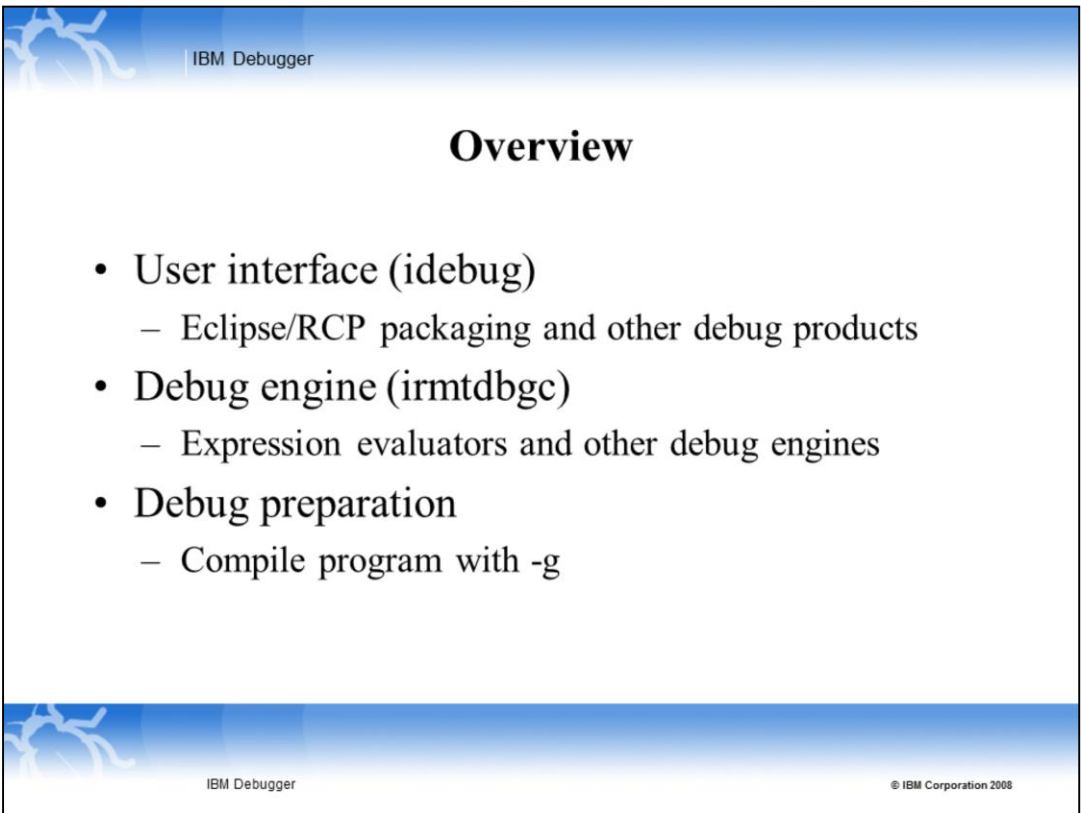 IBM Debugger
Overview
• User interface (idebug)
– Eclipse/RCP packaging and other debug products
• Debug engine (irmtdbgc)
– Expression evaluators and other debug engines
• Debug preparation
– Compile program with -g
IBM Debugger
© IBM Corporation 2008